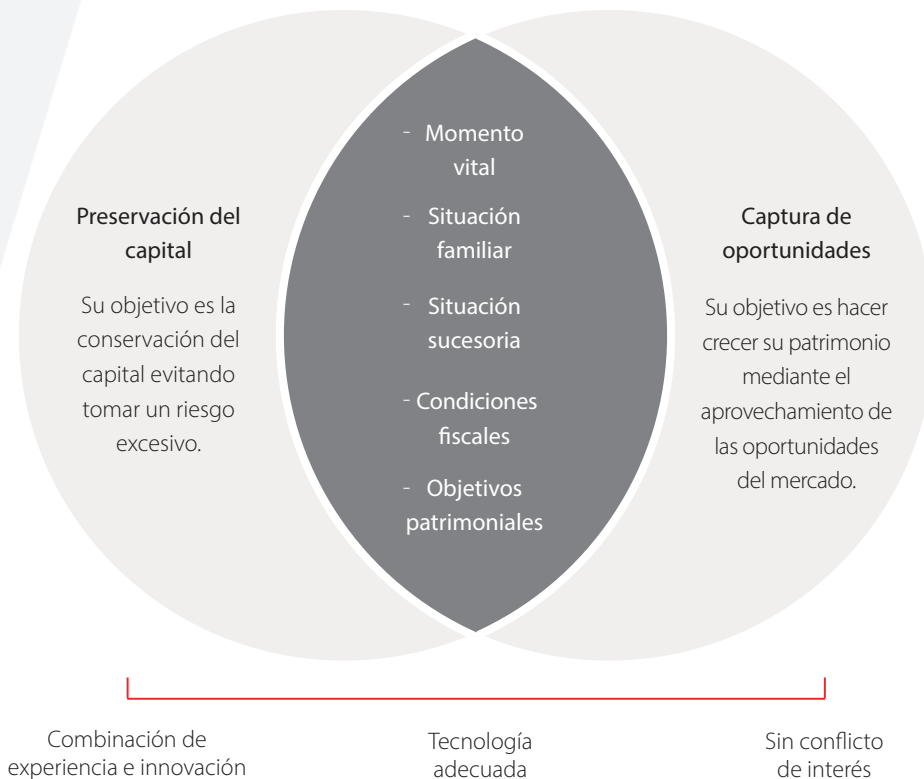 Preservación del
capital
Su objetivo es la
conservación del
capital evitando
tomar un riesgo
excesivo.
- Momento
vital
- Situación
familiar
- Situación
sucesoria
- Condiciones
fiscales
- Objetivos
patrimoniales
Captura de
oportunidades
Su objetivo es hacer
crecer su patrimonio
mediante el
aprovechamiento de
las oportunidades
del mercado.
Combinación de
experiencia e innovación
Tecnología
adecuada
Sin conflicto
de interés